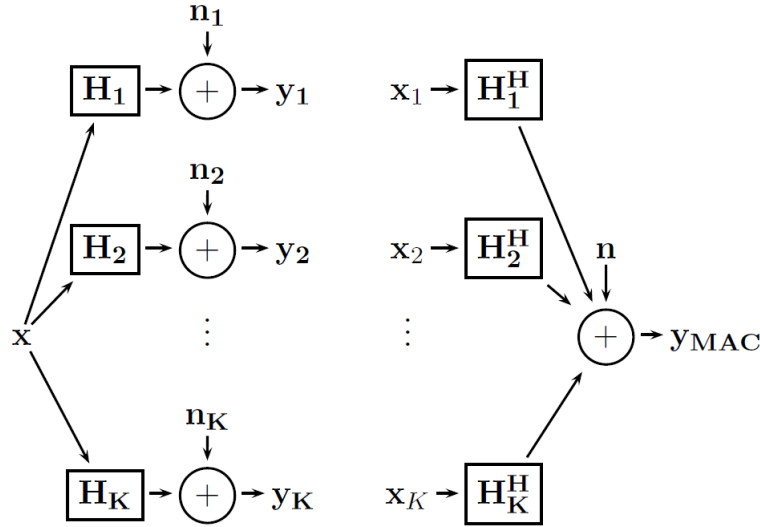 n₁
H₁ + y₁ x₁ H₁ᴴ
n₂
H₂ + y₂ x₂ H₂ᴴ n
x ⋮ ⋮ + y_MAC
n_K
H_K + y_K x_K H_Kᴴ